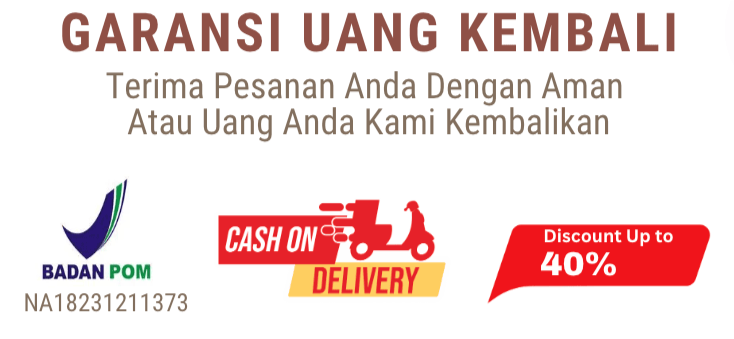 GARANSI UANG KEMBALI
Terima Pesanan Anda Dengan Aman
Atau Uang Anda Kami Kembalikan
BADAN POM
NA18231211373
CASH ON
DELIVERY
Discount Up to
40%